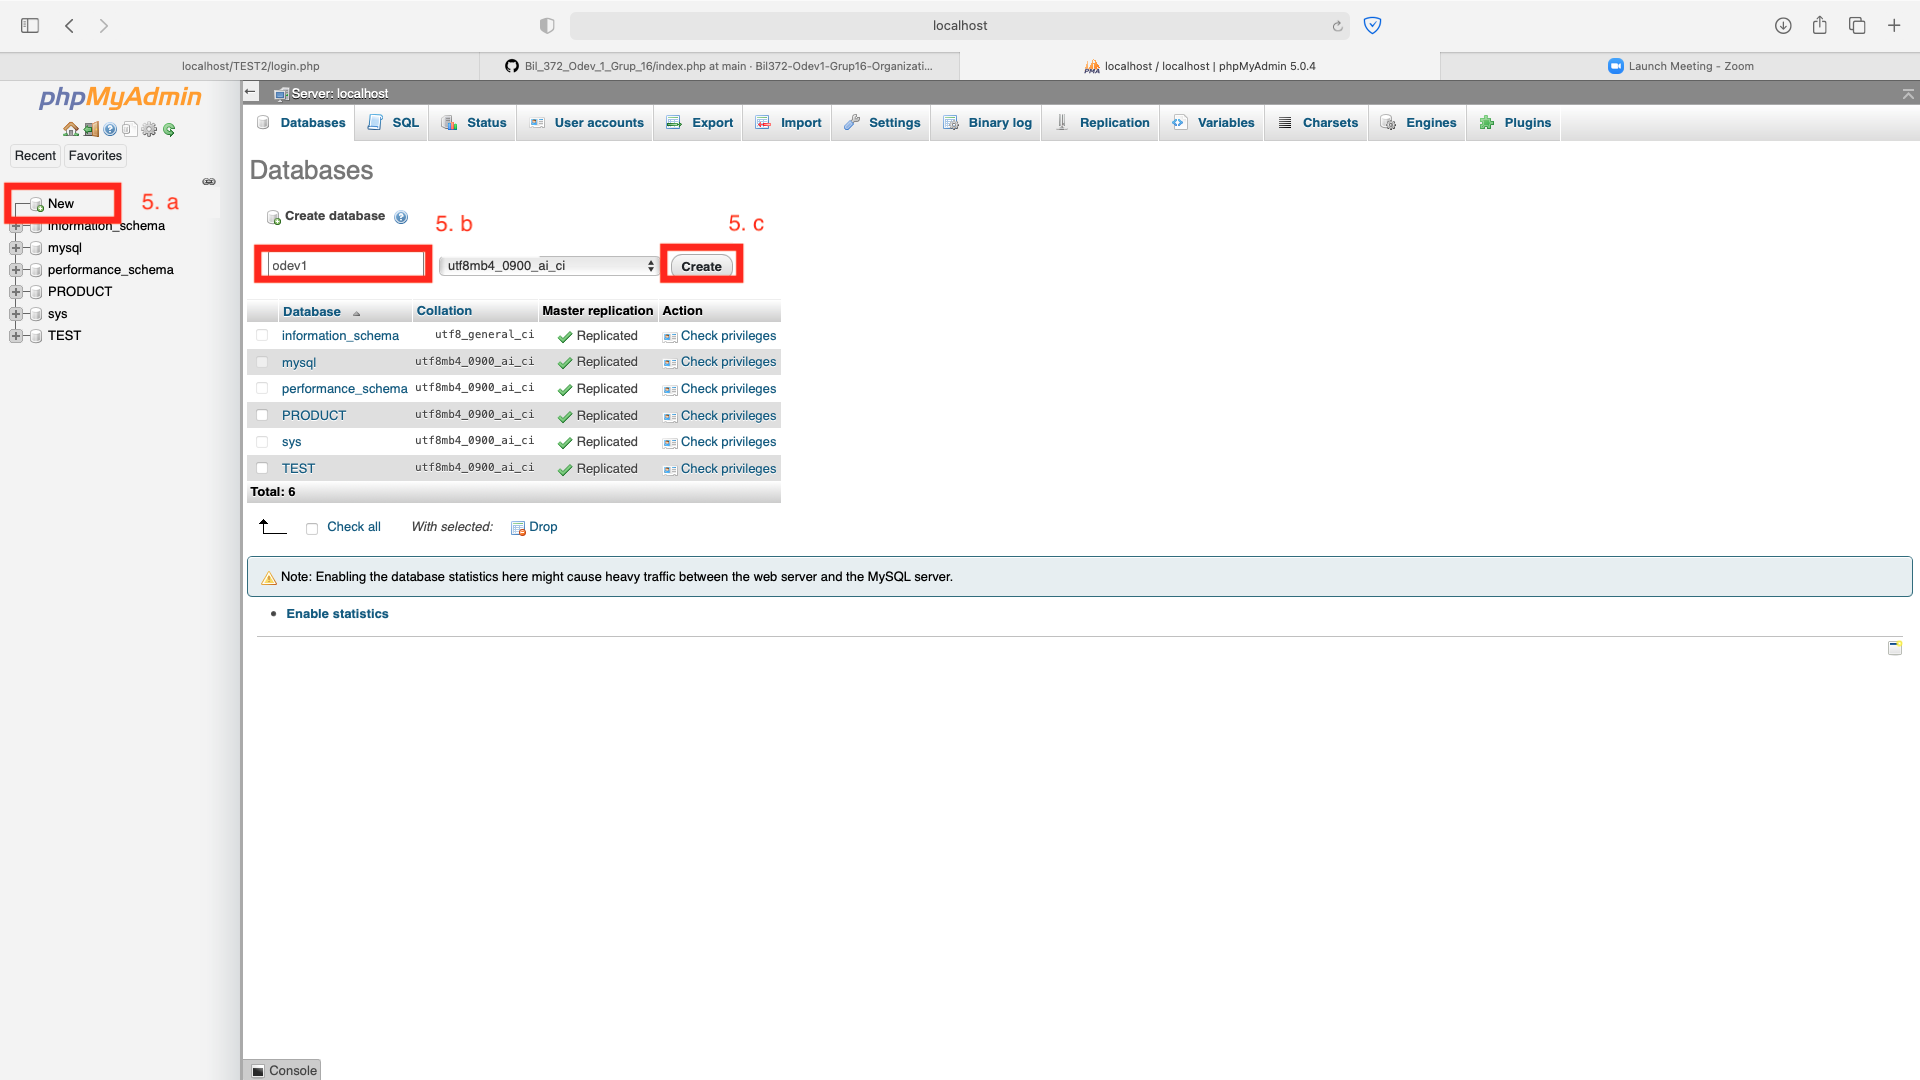 localhost
localhost/TEST2/login.php
Bil_372_Odev_1_Grup_16/index.php at main · Bil372-Odev1-Grup16-Organizati...
localhost / localhost | phpMyAdmin 5.0.4
Launch Meeting - Zoom
phpMyAdmin
Recent
Favorites
New
5. a
information_schema
mysql
performance_schema
PRODUCT
sys
TEST
Server: localhost
Databases
SQL
Status
User accounts
Export
Import
Settings
Binary log
Replication
Variables
Charsets
Engines
Plugins
Databases
Create database
5. b
5. c
odev1
utf8mb4_0900_ai_ci
Create
Database Collation Master replication Action
information_schema utf8_general_ci Replicated Check privileges
mysql utf8mb4_0900_ai_ci Replicated Check privileges
performance_schema utf8mb4_0900_ai_ci Replicated Check privileges
PRODUCT utf8mb4_0900_ai_ci Replicated Check privileges
sys utf8mb4_0900_ai_ci Replicated Check privileges
TEST utf8mb4_0900_ai_ci Replicated Check privileges
Total: 6
Check all With selected: Drop
Note: Enabling the database statistics here might cause heavy traffic between the web server and the MySQL server.
Enable statistics
Console